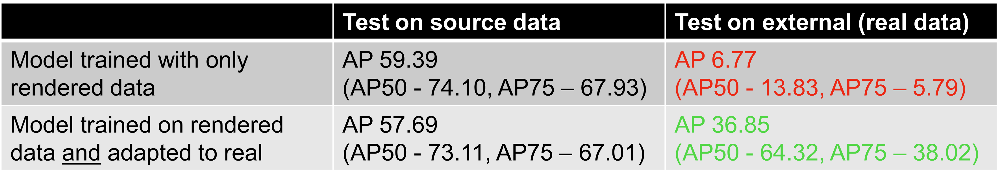 Test on source data
Test on external (real data)
Model trained with only
rendered data
AP 59.39
(AP50 - 74.10, AP75 – 67.93)
AP 6.77
(AP50 - 13.83, AP75 – 5.79)
Model trained on rendered
data and adapted to real
AP 57.69
(AP50 - 73.11, AP75 – 67.01)
AP 36.85
(AP50 - 64.32, AP75 – 38.02)